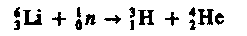 ⁶₃Li + ¹₀n → ³₁H + ⁴₂He